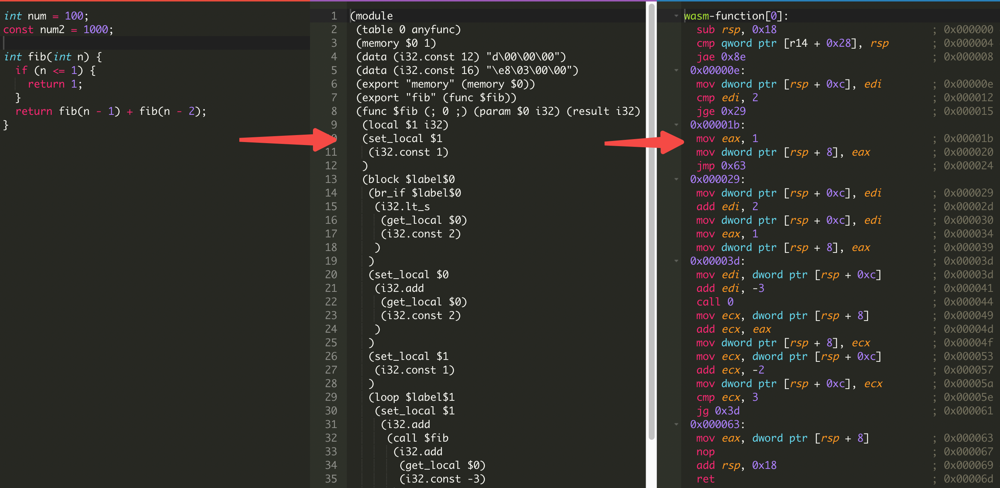 int num = 100;
const num2 = 1000;
int fib(int n) {
if (n <= 1) {
return 1;
}
return fib(n - 1) + fib(n - 2);
}
1 (module
2 (table 0 anyfunc)
3 (memory $0 1)
4 (data (i32.const 12) "d\00\00\00")
5 (data (i32.const 16) "\e8\03\00\00")
6 (export "memory" (memory $0))
7 (export "fib" (func $fib))
8 (func $fib (; 0 ;) (param $0 i32) (result i32)
9 (local $1 i32)
0 (set_local $1
11 (i32.const 1)
12 )
13 (block $label$0
14 (br_if $label$0
15 (i32.lt_s
16 (get_local $0)
17 (i32.const 2)
18 )
19 )
20 (set_local $0
21 (i32.add
22 (get_local $0)
23 (i32.const 2)
24 )
25 )
26 (set_local $1
27 (i32.const 1)
28 )
29 (loop $label$1
30 (set_local $1
31 (i32.add
32 (call $fib
33 (i32.add
34 (get_local $0)
35 (i32.const -3)
wasm-function[0]:
sub rsp, 0x18 ; 0x000000
cmp qword ptr [r14 + 0x28], rsp ; 0x000004
jae 0x8e ; 0x000008
0x00000e:
mov dword ptr [rsp + 0xc], edi ; 0x00000e
cmp edi, 2 ; 0x000012
jge 0x29 ; 0x000015
0x00001b:
mov eax, 1 ; 0x00001b
mov dword ptr [rsp + 8], eax ; 0x000020
jmp 0x63 ; 0x000024
0x000029:
mov dword ptr [rsp + 0xc], edi ; 0x000029
add edi, 2 ; 0x00002d
mov dword ptr [rsp + 0xc], edi ; 0x000030
mov eax, 1 ; 0x000034
mov dword ptr [rsp + 8], eax ; 0x000039
0x00003d: ; 0x00003d
mov edi, dword ptr [rsp + 0xc] ; 0x00003d
add edi, -3 ; 0x000041
call 0 ; 0x000044
mov ecx, dword ptr [rsp + 8] ; 0x000049
add ecx, eax ; 0x00004d
mov dword ptr [rsp + 8], ecx ; 0x00004f
mov ecx, dword ptr [rsp + 0xc] ; 0x000053
add ecx, -2 ; 0x000057
mov dword ptr [rsp + 0xc], ecx ; 0x00005a
cmp ecx, 3 ; 0x00005e
jg 0x3d ; 0x000061
0x000063:
mov eax, dword ptr [rsp + 8] ; 0x000063
nop ; 0x000067
add rsp, 0x18 ; 0x000069
ret ; 0x00006d